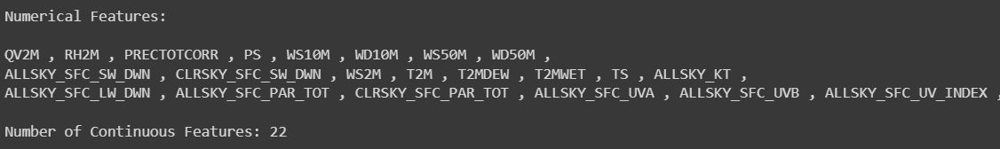 Numerical Features:
QV2M , RH2M , PRECTOTCORR , PS , WS10M , WD10M , WS50M , WD50M ,
ALLSKY_SFC_SW_DWN , CLRSKY_SFC_SW_DWN , WS2M , T2M , T2MDEW , T2MWET , TS , ALLSKY_KT ,
ALLSKY_SFC_LW_DWN , ALLSKY_SFC_PAR_TOT , CLRSKY_SFC_PAR_TOT , ALLSKY_SFC_UVA , ALLSKY_SFC_UVB , ALLSKY_SFC_UV_INDEX ,
Number of Continuous Features: 22